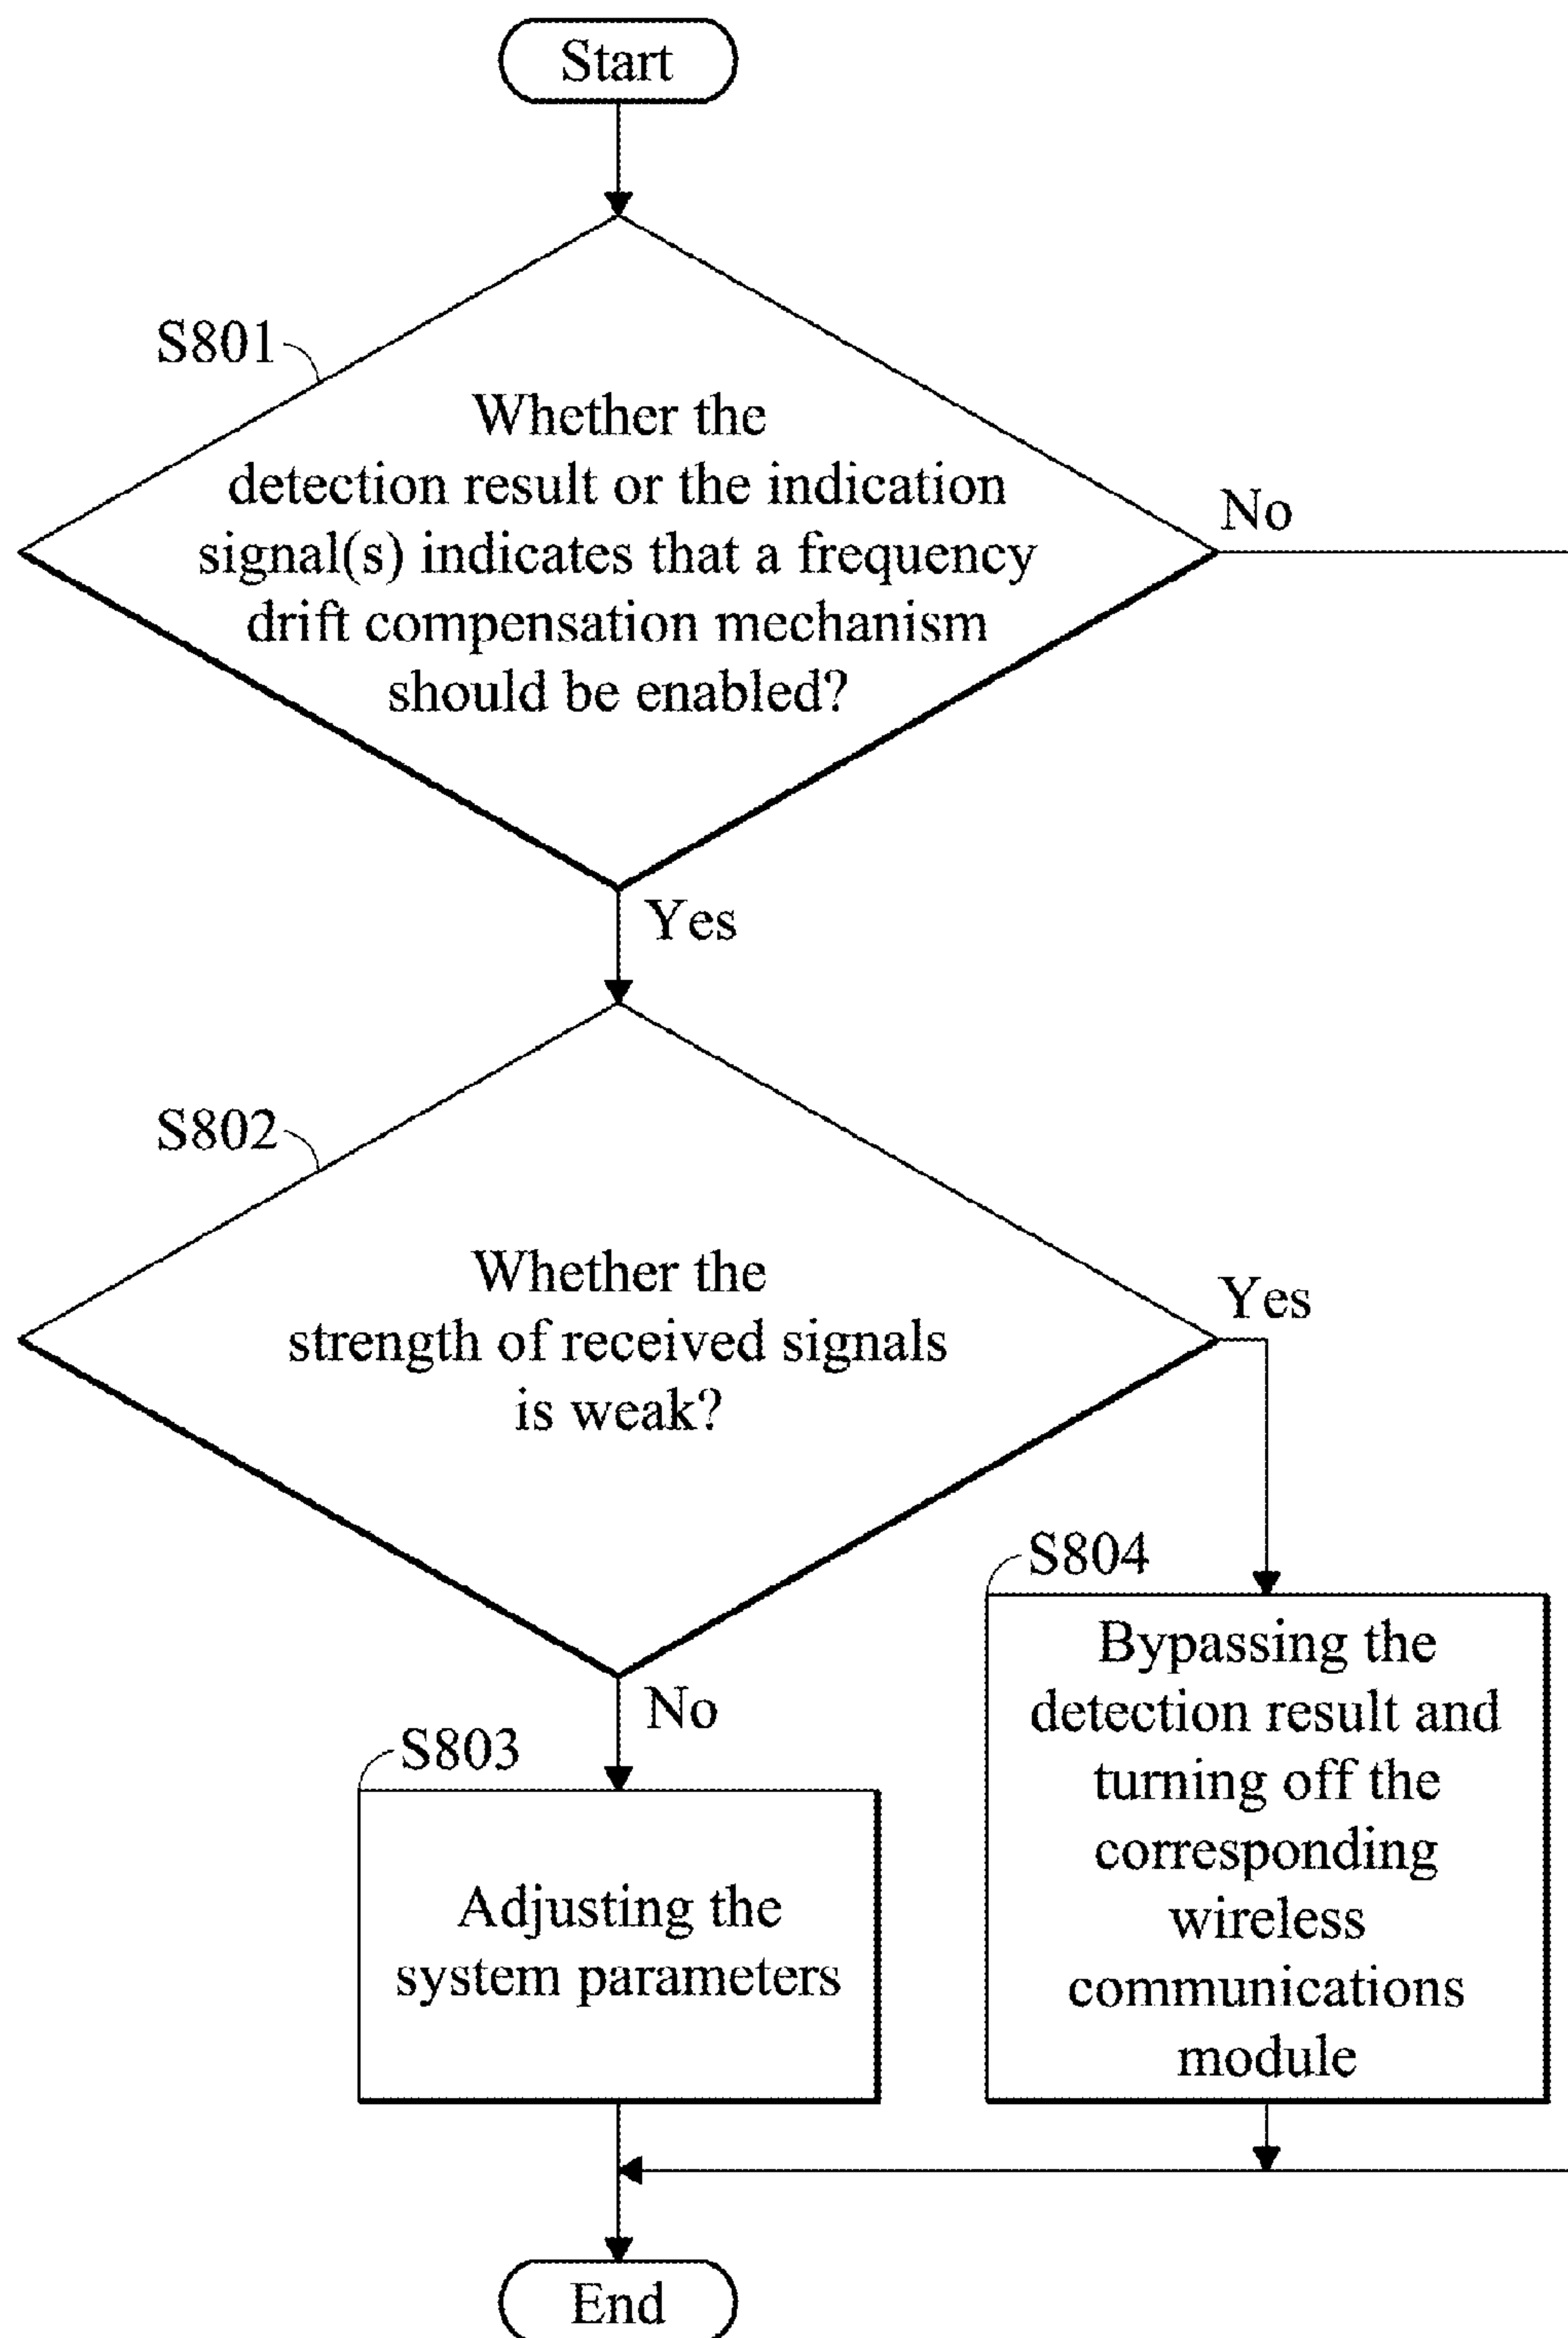 Start
S801
Whether the
detection result or the indication
signal(s) indicates that a frequency
drift compensation mechanism
should be enabled?
No
Yes
S802
Whether the
strength of received signals
is weak?
Yes
No
S803
Adjusting the
system parameters
S804
Bypassing the
detection result and
turning off the
corresponding
wireless
communications
module
End